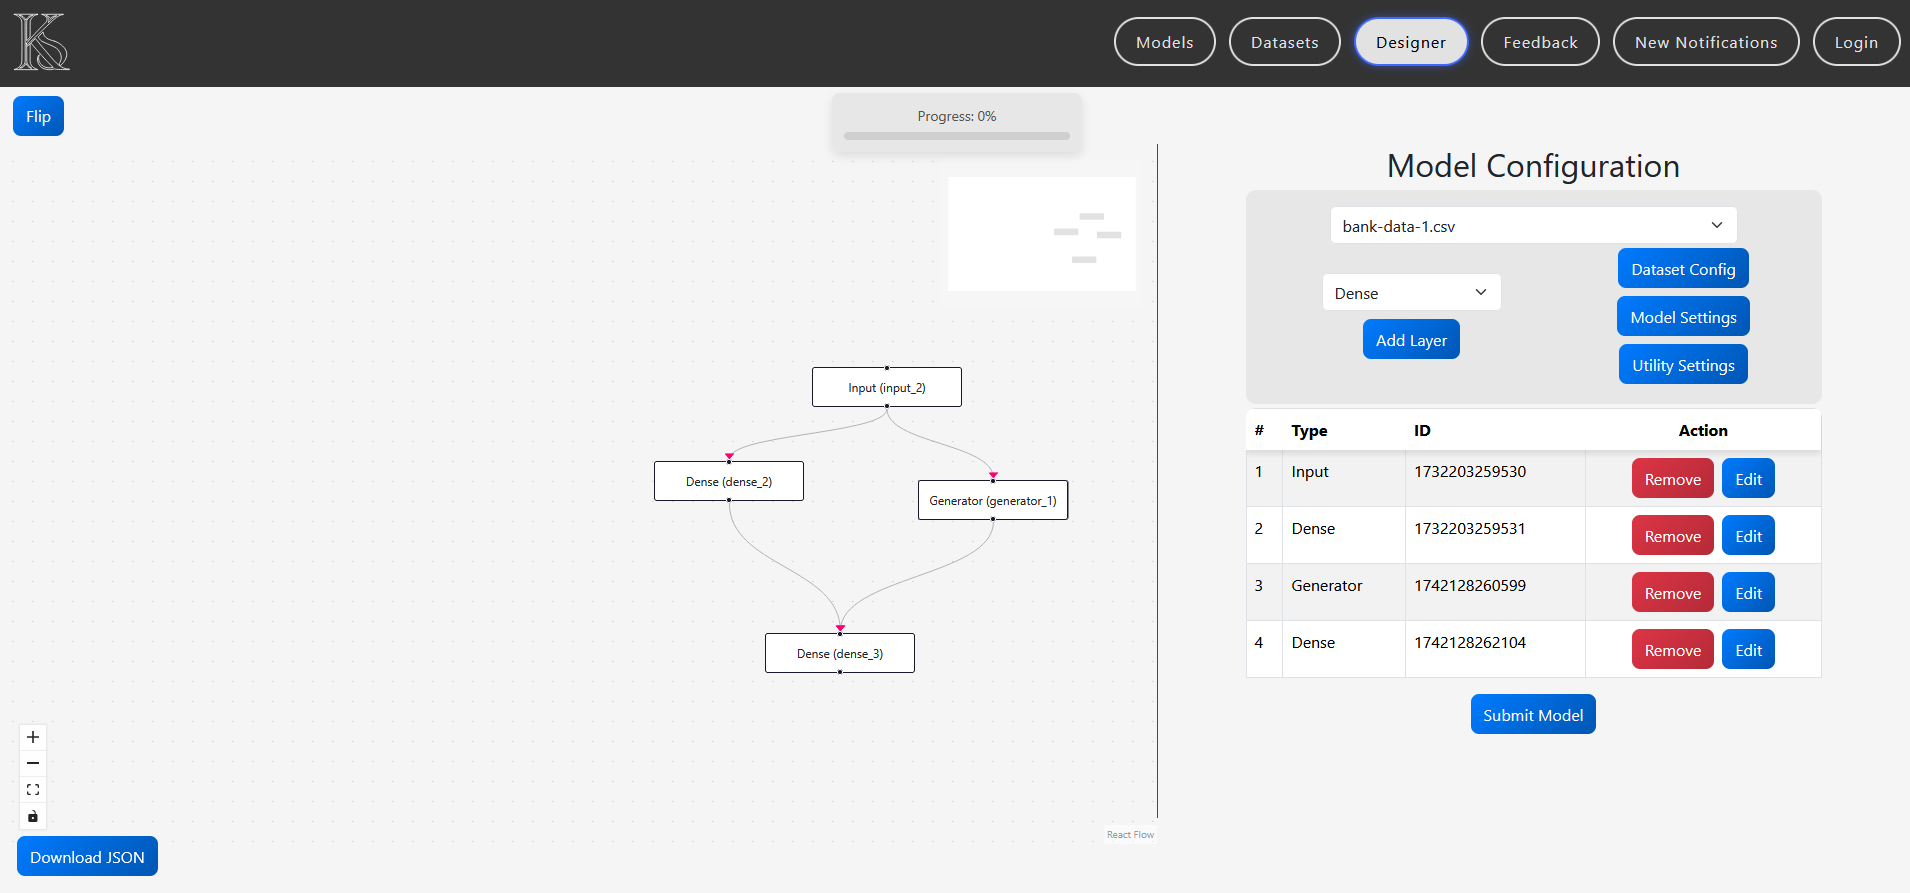 KS
Models
Datasets
Designer
Feedback
New Notifications
Login
Flip
Progress: 0%
Input (input_2)
Dense (dense_2)
Generator (generator_1)
Dense (dense_3)
Download JSON
React Flow
Model Configuration
bank-data-1.csv
Dense
Add Layer
Dataset Config
Model Settings
Utility Settings
# Type ID Action
1 Input 1732203259530 Remove Edit
2 Dense 1732203259531 Remove Edit
3 Generator 1742128260599 Remove Edit
4 Dense 1742128262104 Remove Edit
Submit Model